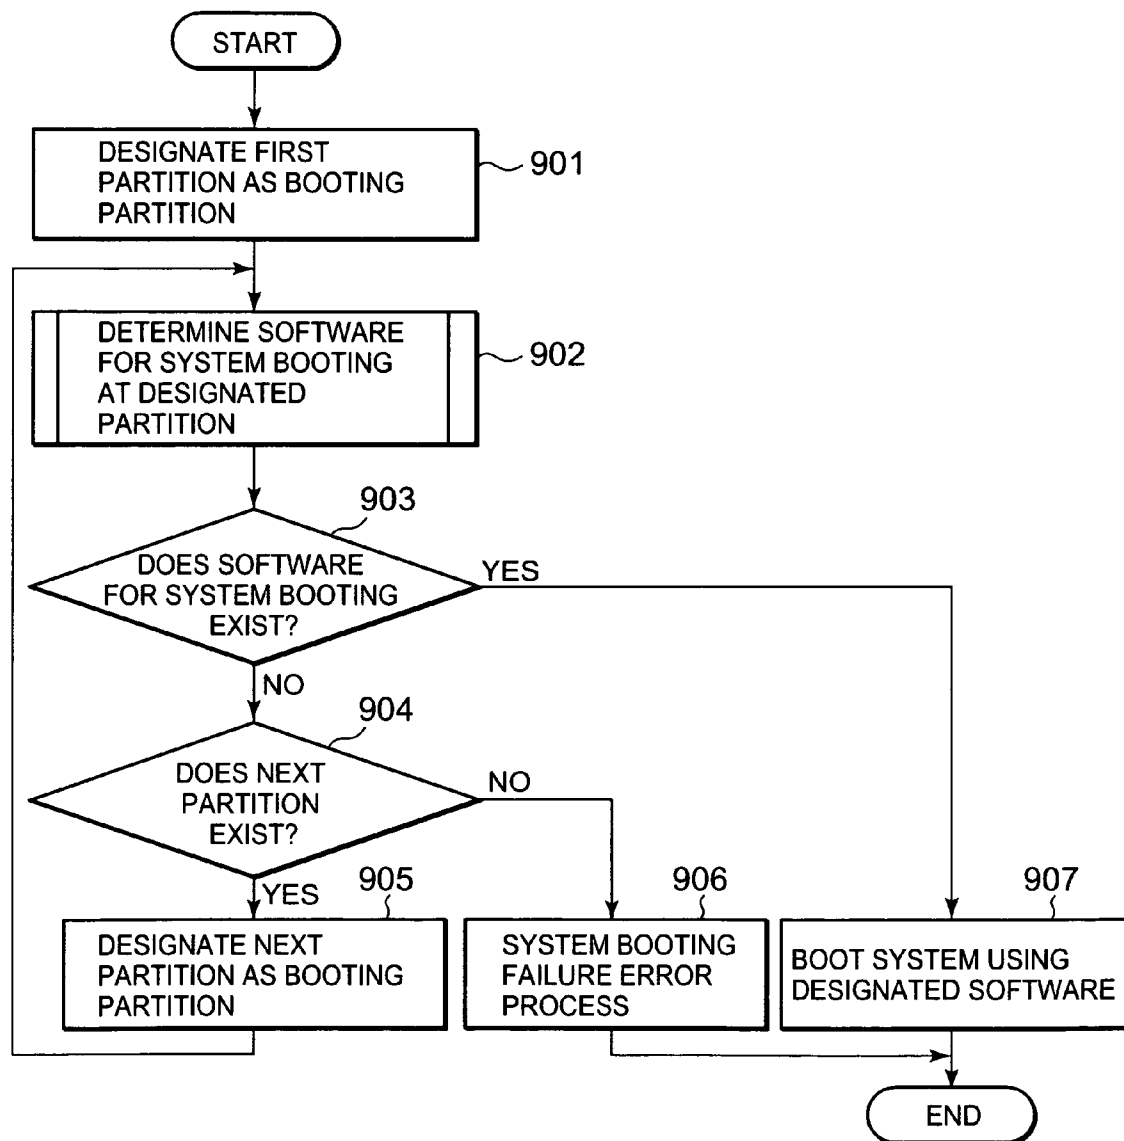 START
DESIGNATE FIRST
PARTITION AS BOOTING
PARTITION
901
DETERMINE SOFTWARE
FOR SYSTEM BOOTING
AT DESIGNATED
PARTITION
902
903
DOES SOFTWARE
FOR SYSTEM BOOTING
EXIST?
YES
NO
904
DOES NEXT
PARTITION
EXIST?
NO
YES
905
DESIGNATE NEXT
PARTITION AS BOOTING
PARTITION
906
SYSTEM BOOTING
FAILURE ERROR
PROCESS
907
BOOT SYSTEM USING
DESIGNATED SOFTWARE
END